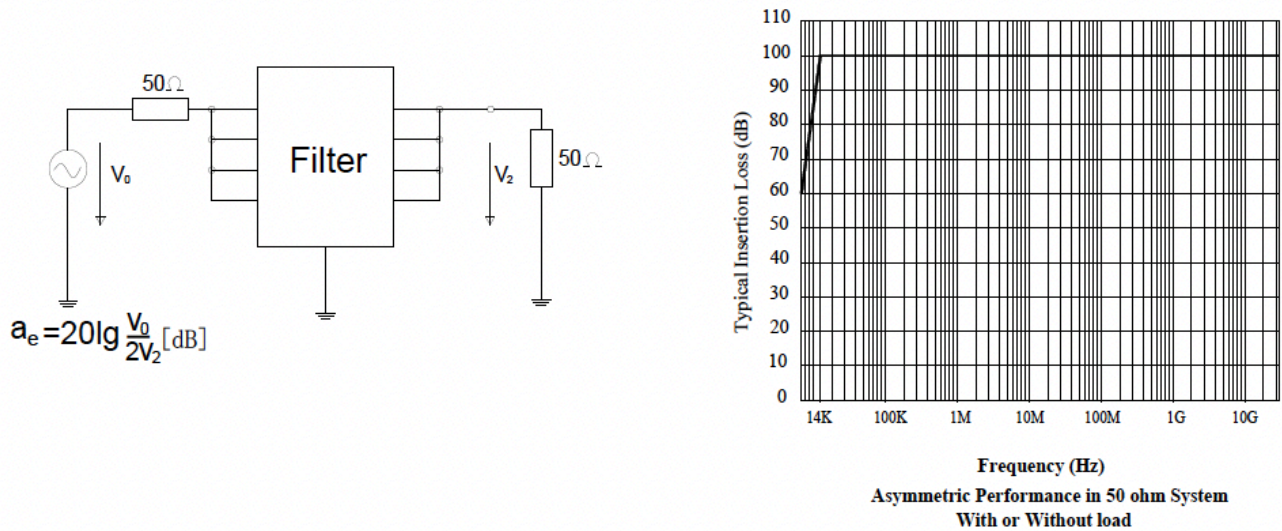 50Ω
Filter
V₀
V₂
50Ω
aₑ=20lg V₀/2V₂[dB]
Typical Insertion Loss (dB)
110
100
90
80
70
60
50
40
30
20
10
0
14K 100K 1M 10M 100M 1G 10G
Frequency (Hz)
Asymmetric Performance in 50 ohm System
With or Without load